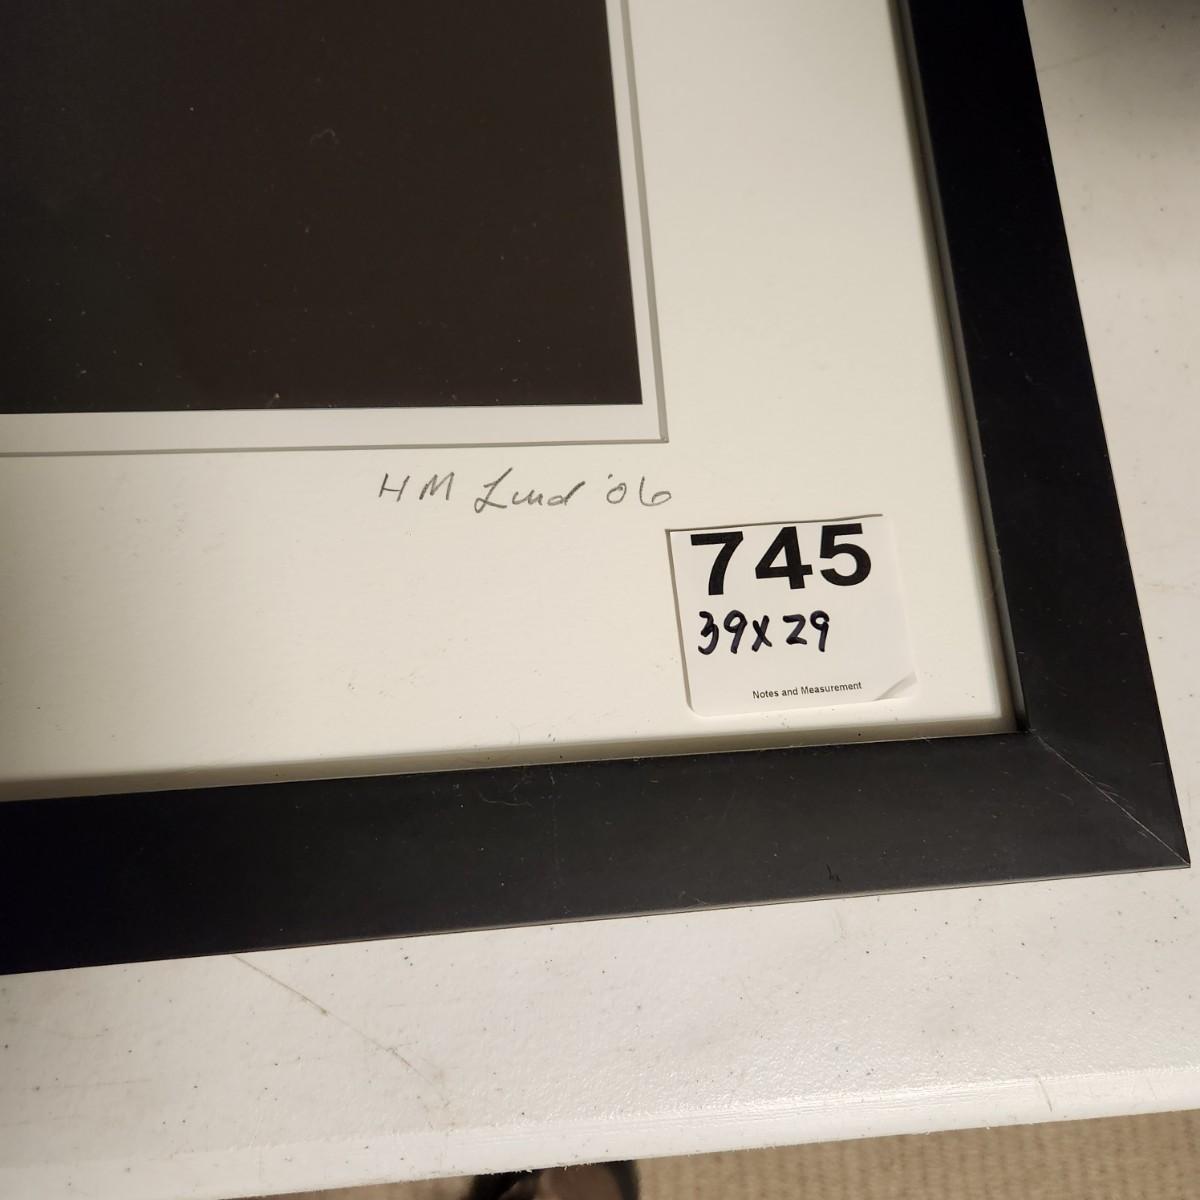 HM Lund '06
745
39x29
Notes and Measurement